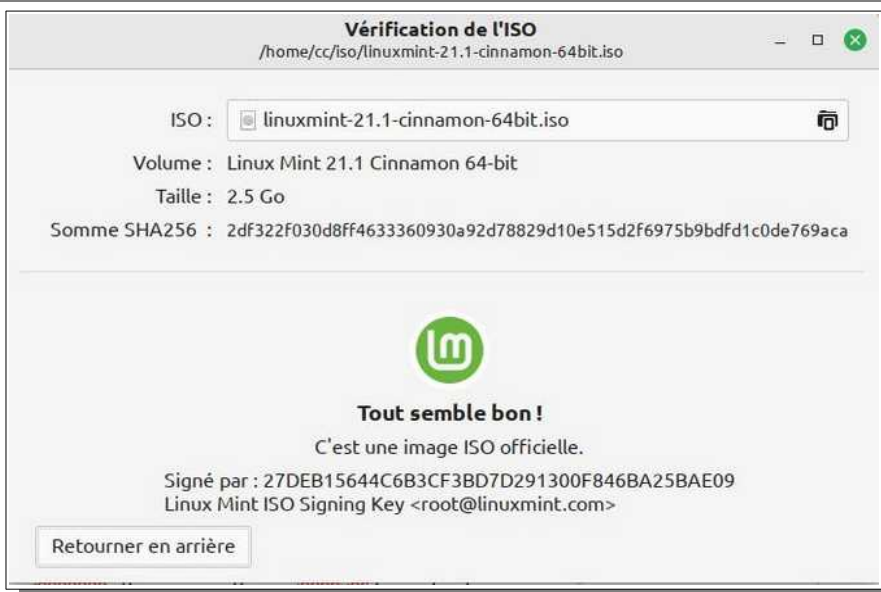 Vérification de l'ISO
/home/cc/iso/linuxmint-21.1-cinnamon-64bit.iso
ISO : linuxmint-21.1-cinnamon-64bit.iso
Volume : Linux Mint 21.1 Cinnamon 64-bit
Taille : 2.5 Go
Somme SHA256 : 2df322f030d8ff4633360930a92d78829d10e515d2f6975b9bdfd1c0de769aca
lm
Tout semble bon !
C'est une image ISO officielle.
Signé par : 27DEB15644C6B3CF3BD7D291300F846BA25BAE09
Linux Mint ISO Signing Key <root@linuxmint.com>
Retourner en arrière